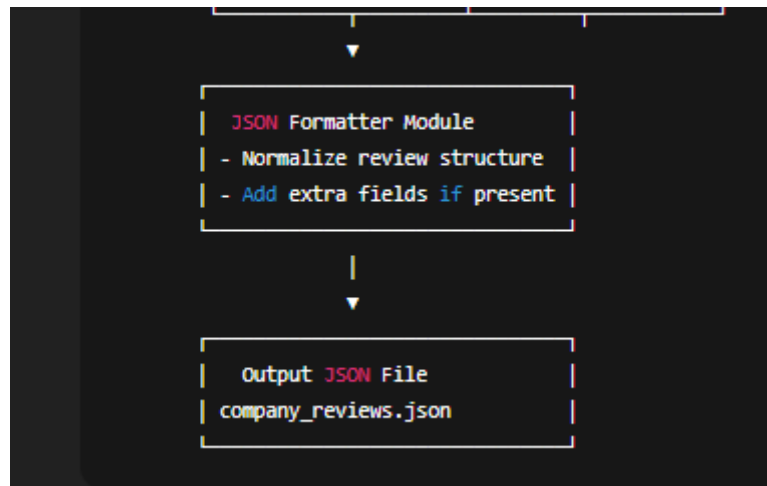 JSON Formatter Module
- Normalize review structure
- Add extra fields if present
Output JSON File
company_reviews.json